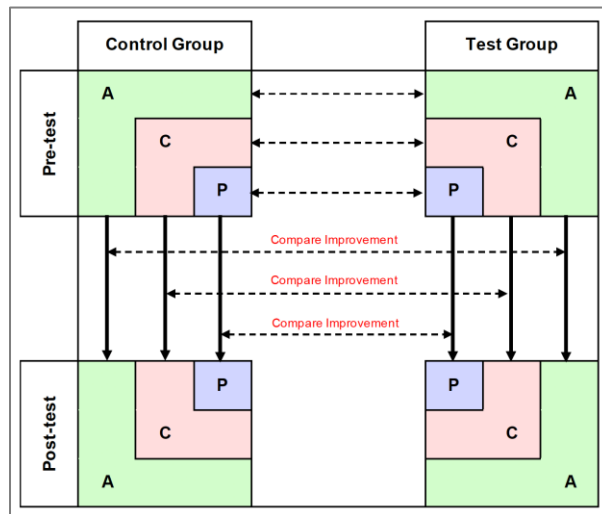 Control Group
Test Group
Pre-test
A
A
C
C
P
P
Compare Improvement
Compare Improvement
Compare Improvement
Post-test
P
P
C
C
A
A